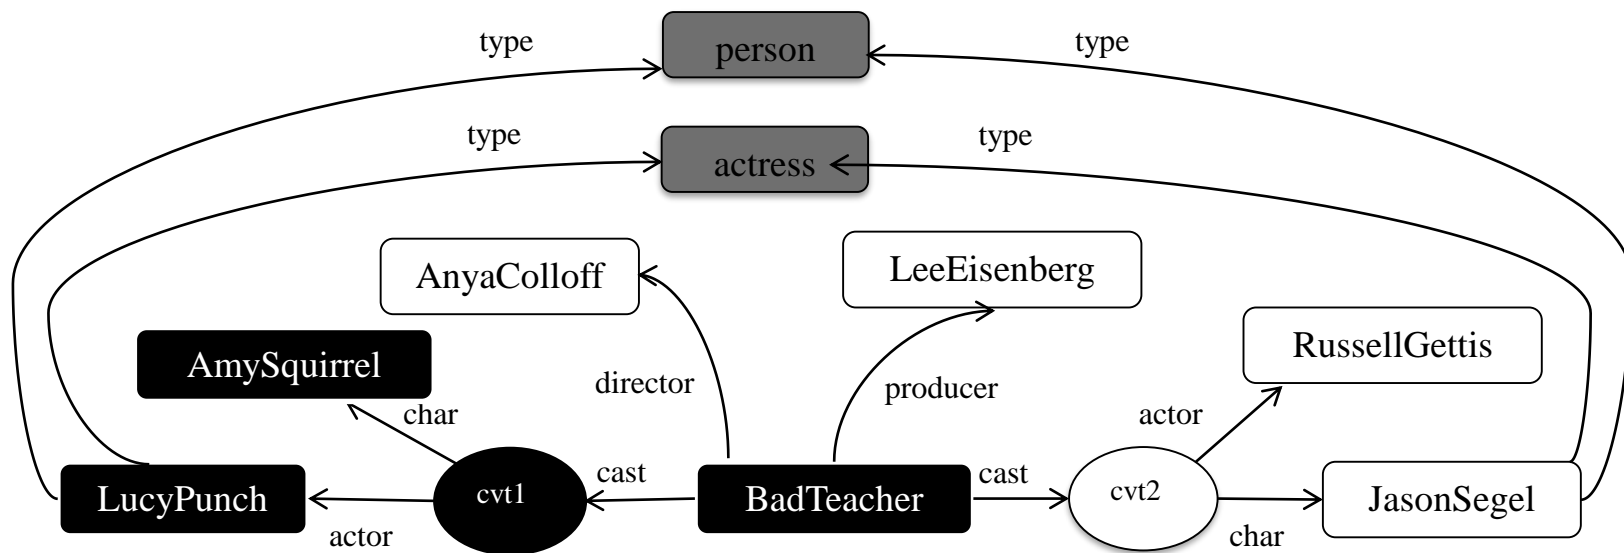 type
person
type
type
actress
type
AnyaColloff
LeeEisenberg
AmySquirrel
RussellGettis
director
producer
char
actor
LucyPunch
cvt1
cast
BadTeacher
cast
cvt2
JasonSegel
actor
char